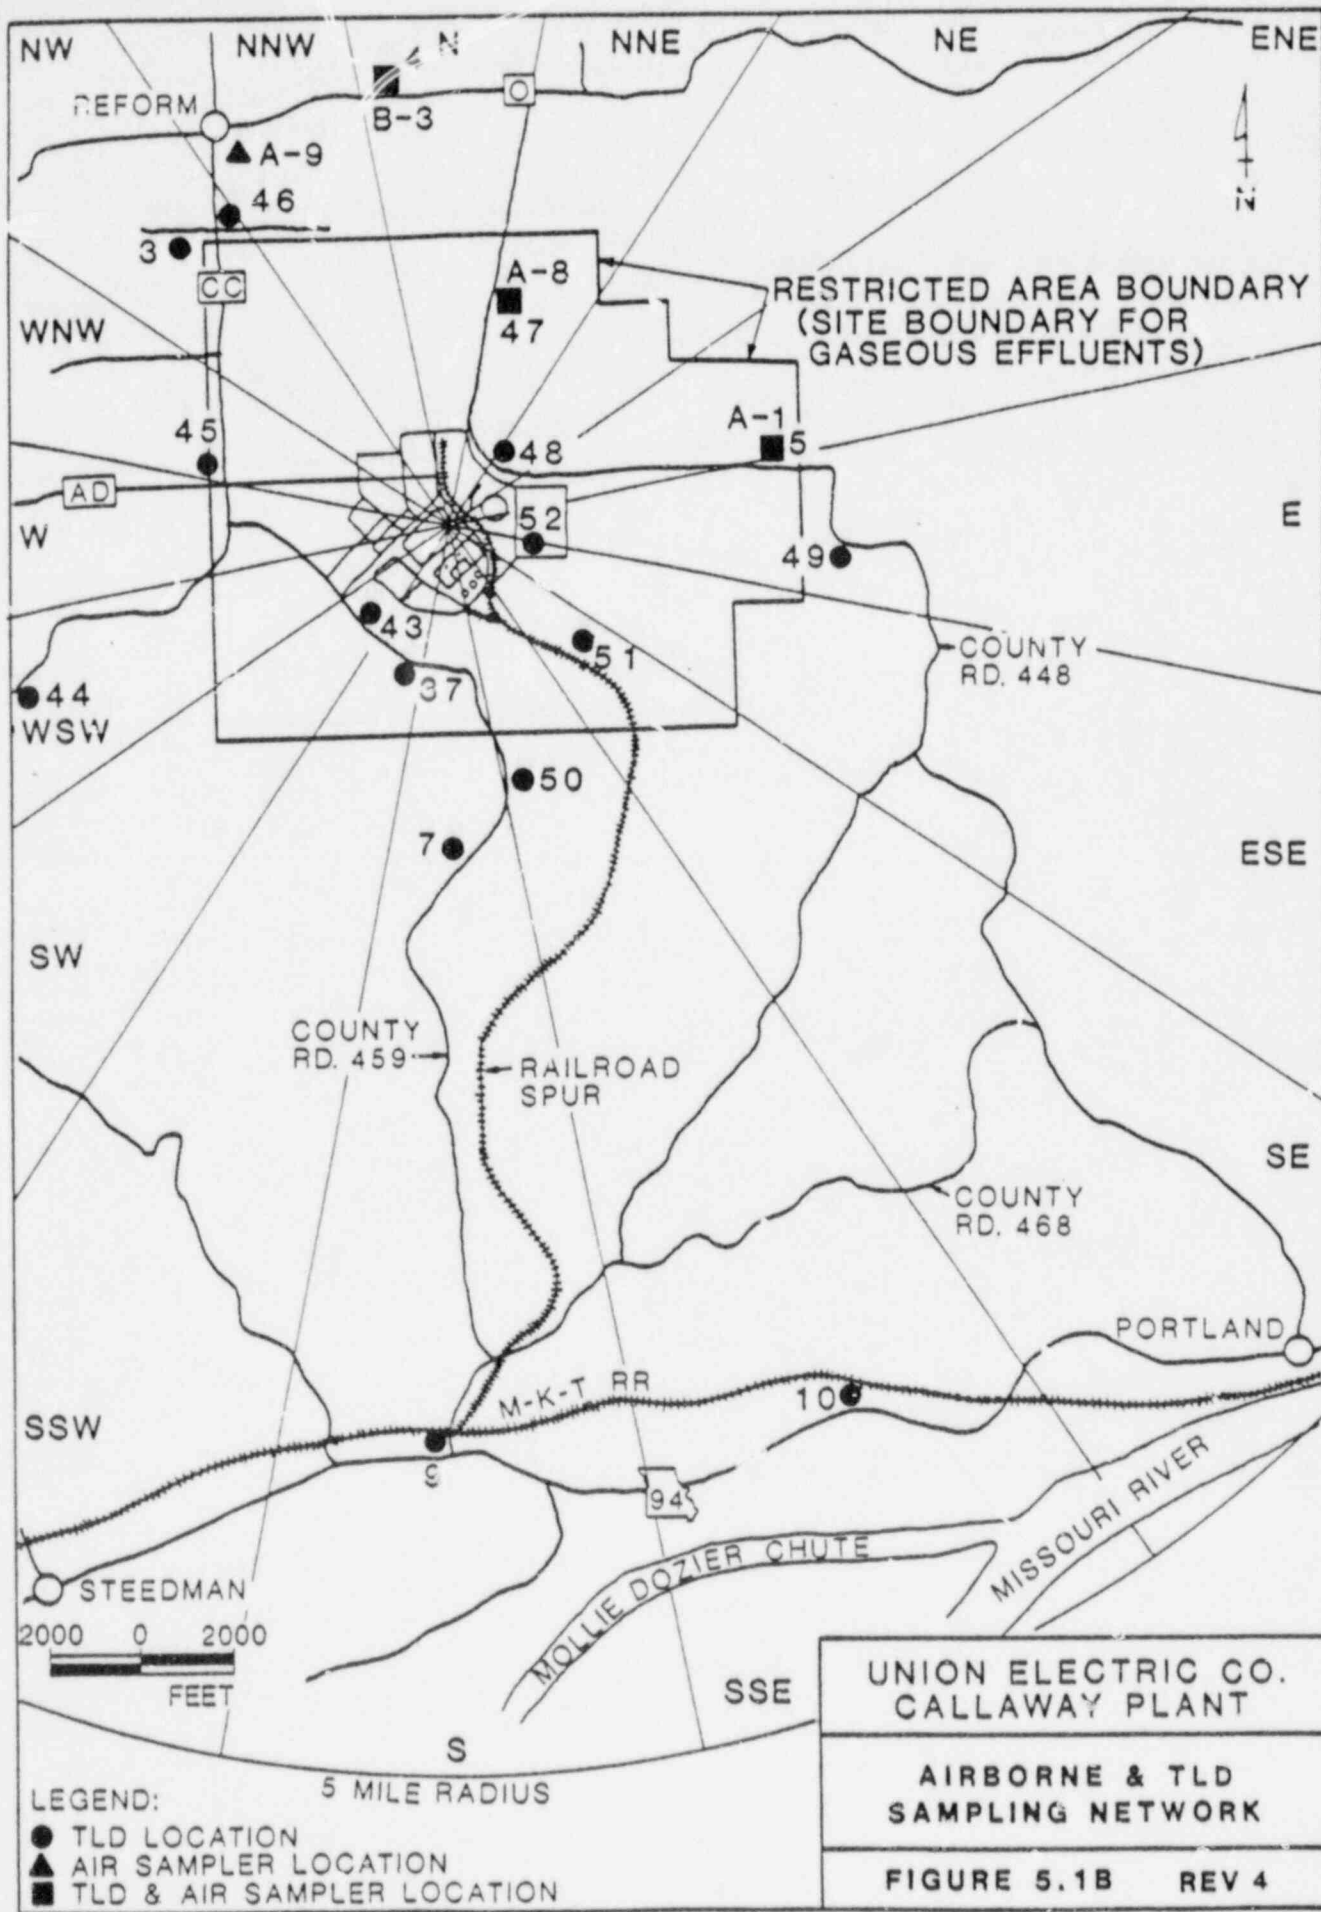 NW
NNW
N
NNE
NE
ENE
REFORM
O
B-3
A-9
46
N
3
CC
A-8
47
RESTRICTED AREA BOUNDARY
(SITE BOUNDARY FOR
GASEOUS EFFLUENTS)
WNW
45
48
A-1
5
AD
W
52
E
49
43
51
COUNTY
RD. 448
37
44
WSW
50
7
ESE
SW
COUNTY
RD. 459
RAILROAD
SPUR
SE
COUNTY
RD. 468
PORTLAND
M-K-T RR
10
SSW
9
94
MISSOURI RIVER
MOLLIE DOZIER CHUTE
STEEDMAN
2000 0 2000
FEET
SSE
S
5 MILE RADIUS
LEGEND:
TLD LOCATION
AIR SAMPLER LOCATION
TLD & AIR SAMPLER LOCATION
UNION ELECTRIC CO.
CALLAWAY PLANT
AIRBORNE & TLD
SAMPLING NETWORK
FIGURE 5.1B REV 4